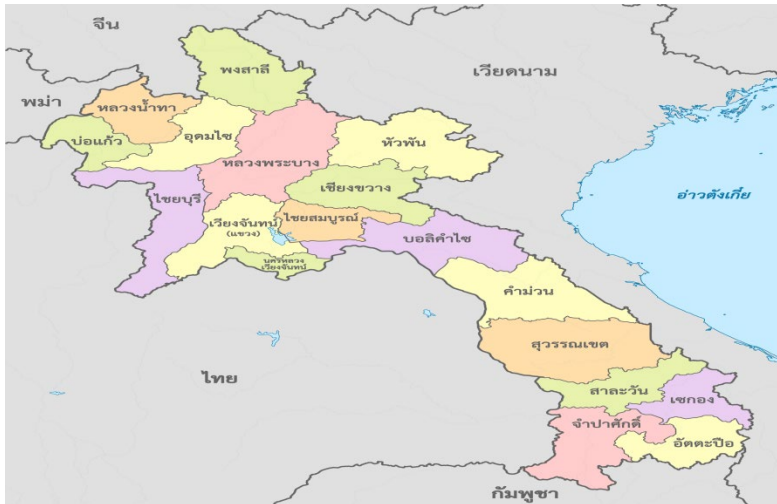 จีน
พงสาลี
เวียดนาม
พม่า
หลวงน้ำทา
บ่อแก้ว
อุดมไซ
หัวพัน
หลวงพระบาง
เชียงขวาง
ไชยบุรี
อ่าวตังเกี๋ย
เวียงจันทน์
(แขวง)
ไชยสมบูรณ์
บอลิคำไซ
นครหลวง
เวียงจันทน์
คำม่วน
สุวรรณเขต
ไทย
สาละวัน
เซกอง
จำปาศักดิ์
อัตตะปือ
กัมพูชา